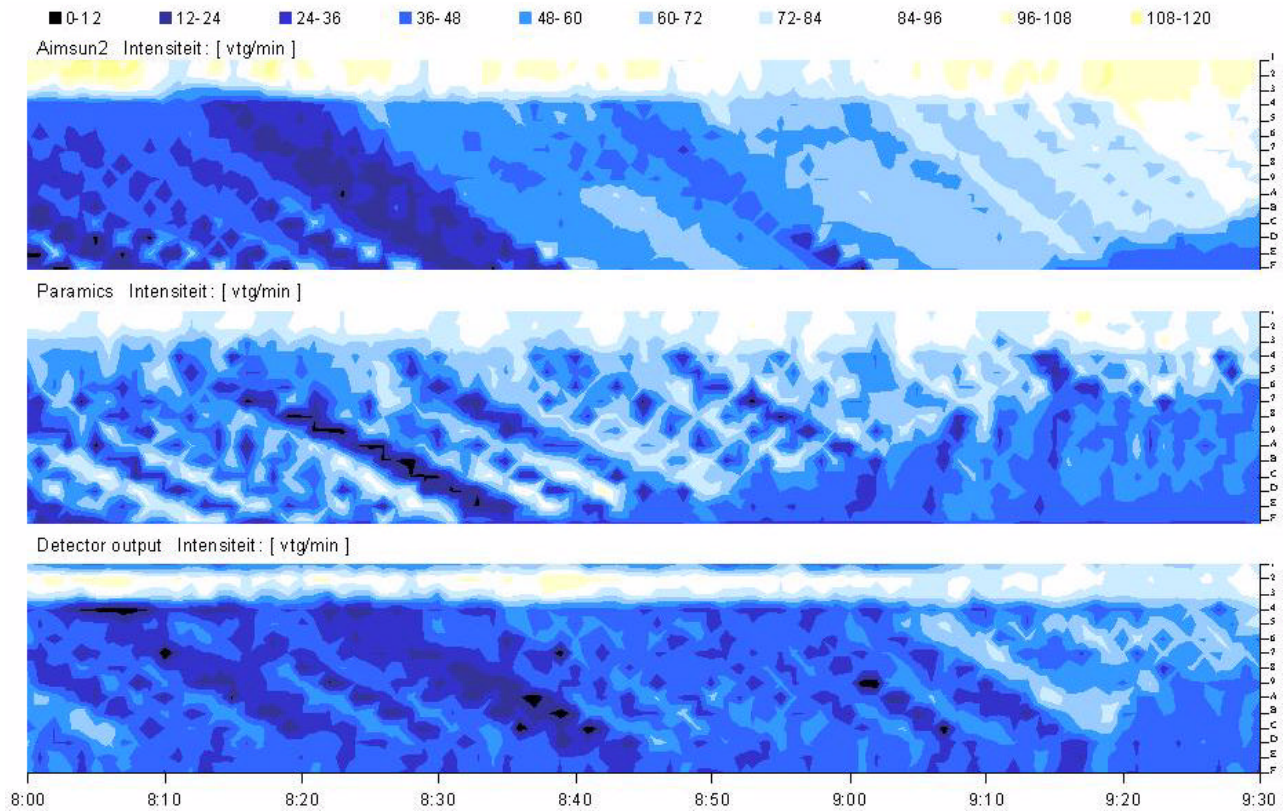 0-12 12-24 24-36 36-48 48-60 60-72 72-84 84-96 96-108 108-120
Aimsun2 Intensiteit: [ vtg/min ]
Paramics Intensiteit: [ vtg/min ]
Detector output Intensiteit: [ vtg/min ]
8:00 8:10 8:20 8:30 8:40 8:50 9:00 9:10 9:20 9:30